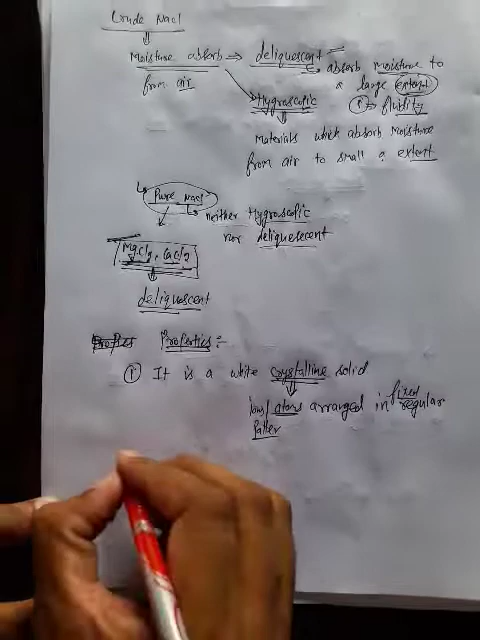 Crude NaCl
⇓
Moisture absorb → deliquescent
from air
absorb moisture to
a large extent
① → fluidity
Hygroscopic
⇓
Materials which absorb moisture
from air to small a extent
Pure NaCl
neither Hygroscopic
nor deliquescent
MgCl2, CaCl2
⇓
deliquescent
Properties :-
① It is a white crystalline solid
⇓
ions/ atoms arranged in fixed regular
patter